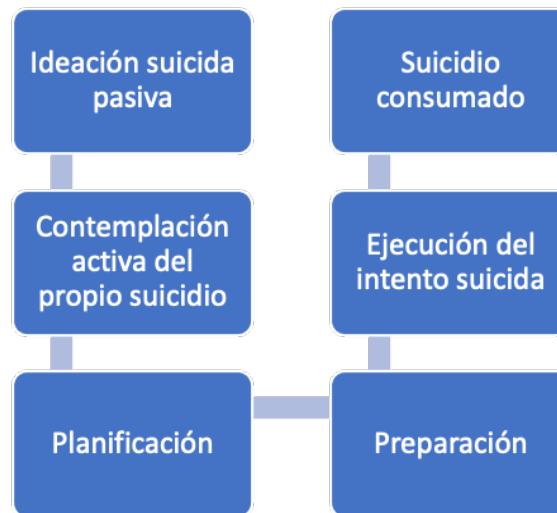 Ideación suicida
pasiva
Contemplación
activa del
propio suicidio
Planificación
Preparación
Ejecución del
intento suicida
Suicidio
consumado